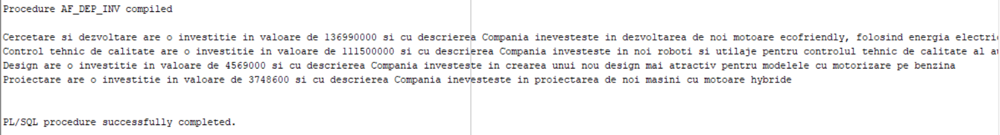 Procedure AF_DEP_INV compiled
Cercetare si dezvoltare are o investitie in valoare de 136990000 si cu descrierea Compania inevesteste in dezvoltarea de noi motoare ecofriendly, folosind energia
Control tehnic de calitate are o investitie in valoare de 111500000 si cu descrierea Compania investeste in noi roboti si utilaje pentru controlul tehnic de calitate al
Design are o investitie in valoare de 4569000 si cu descrierea Compania investeste in crearea unui nou design mai atractiv pentru modelele cu motorizare pe benzina
Proiectare are o investitie in valoare de 3748600 si cu descrierea Compania inevesteste in proiectarea de noi masini cu motoare hybride
PL/SQL procedure successfully completed.